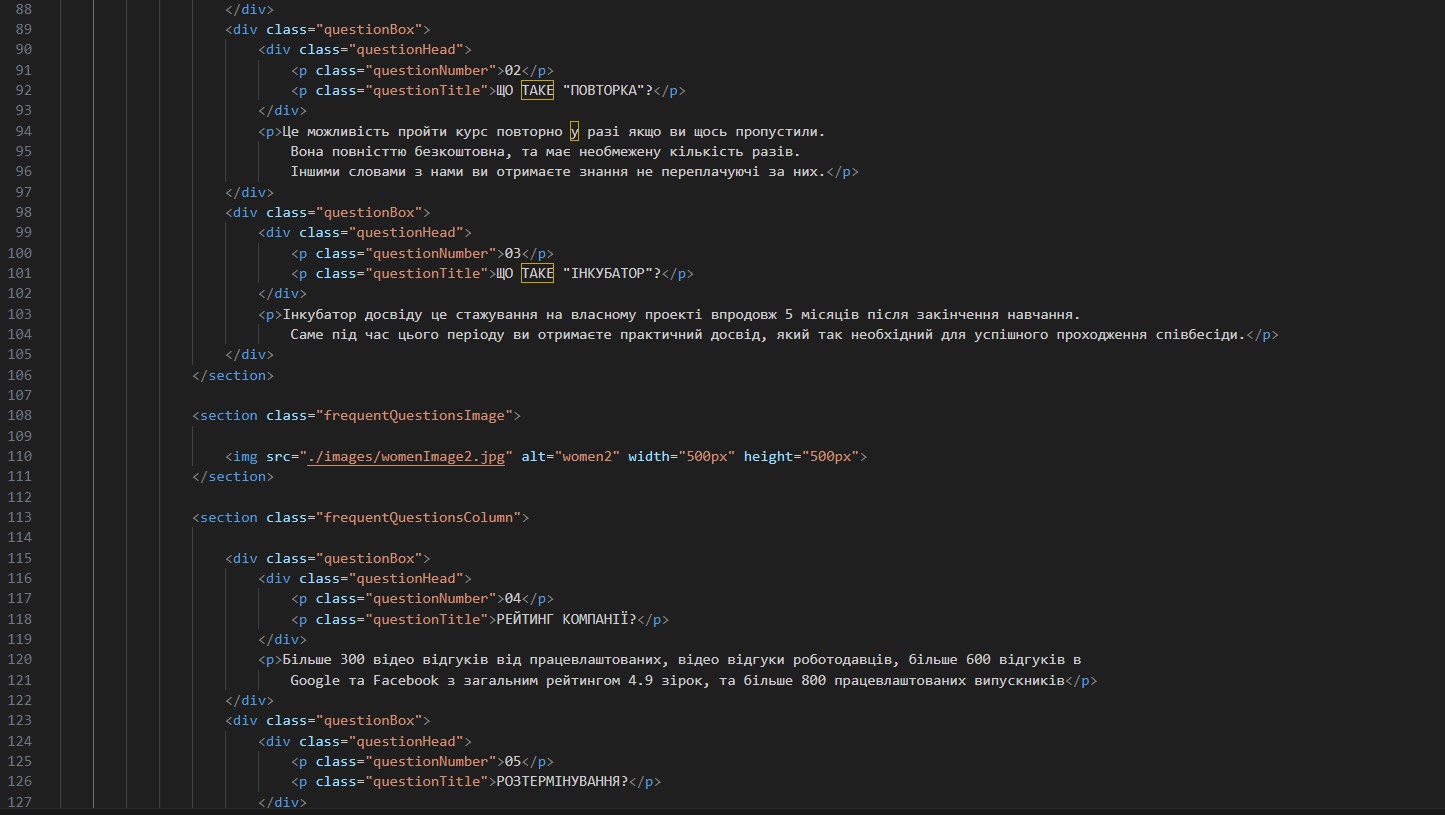 88 </div>
89 <div class="questionBox">
90 <div class="questionHead">
91 <p class="questionNumber">02</p>
92 <p class="questionTitle">ЩО ТАКЕ "ПОВТОРКА"?</p>
93 </div>
94 <p>Це можливість пройти курс повторно у разі якщо ви щось пропустили.
95 Вона повністтю безкоштовна, та має необмежену кількість разів.
96 Іншими словами з нами ви отримаєте знання не переплачуючі за них.</p>
97 </div>
98 <div class="questionBox">
99 <div class="questionHead">
100 <p class="questionNumber">03</p>
101 <p class="questionTitle">ЩО ТАКЕ "ІНКУБАТОР"?</p>
102 </div>
103 <p>Інкубатор досвіду це стажування на власному проекті впродовж 5 місяців після закінчення навчання.
104 Саме під час цього періоду ви отримаєте практичний досвід, який так необхідний для успішного проходження співбесіди.</p>
105 </div>
106 </section>
107
108 <section class="frequentQuestionsImage">
109
110 <img src="./images/womenImage2.jpg" alt="women2" width="500px" height="500px">
111 </section>
112
113 <section class="frequentQuestionsColumn">
114
115 <div class="questionBox">
116 <div class="questionHead">
117 <p class="questionNumber">04</p>
118 <p class="questionTitle">РЕЙТИНГ КОМПАНІЇ?</p>
119 </div>
120 <p>Більше 300 відео відгуків від працевлаштованих, відео відгуки роботодавців, більше 600 відгуків в
121 Google та Facebook з загальним рейтингом 4.9 зірок, та більше 800 працевлаштованих випускників</p>
122 </div>
123 <div class="questionBox">
124 <div class="questionHead">
125 <p class="questionNumber">05</p>
126 <p class="questionTitle">РОЗТЕРМІНУВАННЯ?</p>
127 </div>